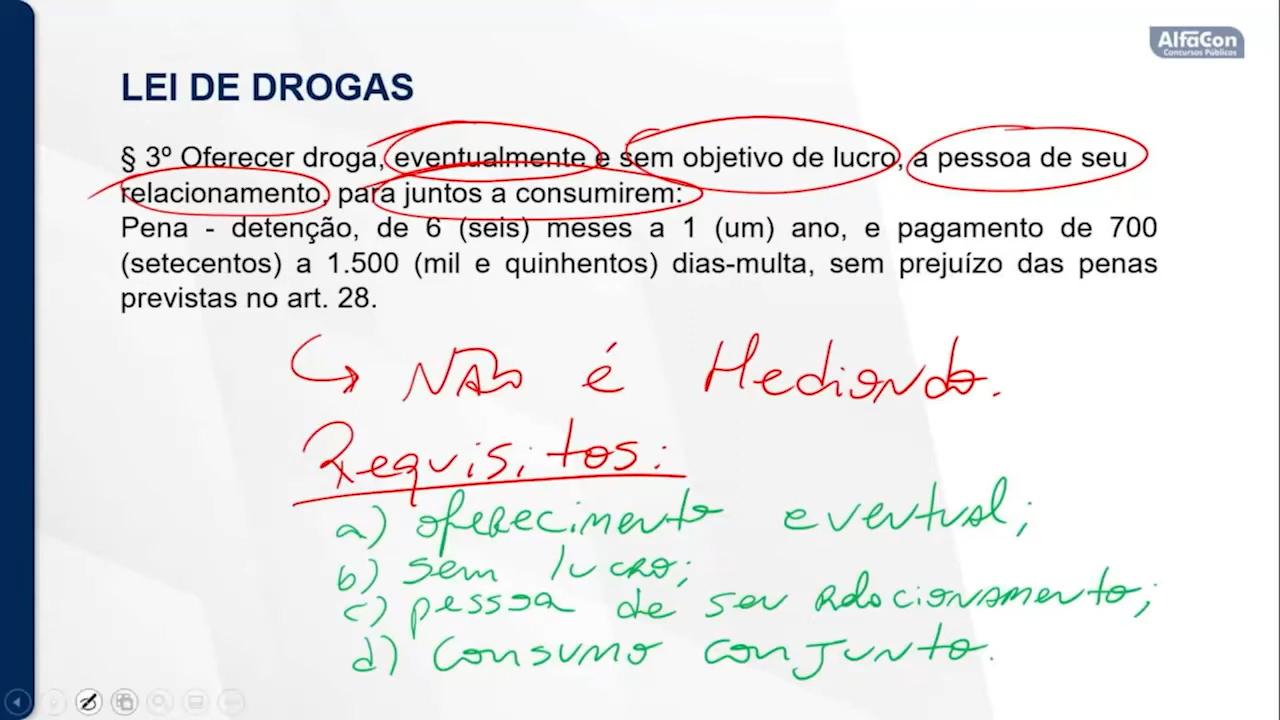 AlfaCon
Concursos Públicos
LEI DE DROGAS
§ 3º Oferecer droga, eventualmente e sem objetivo de lucro, a pessoa de seu
relacionamento, para juntos a consumirem:
Pena - detenção, de 6 (seis) meses a 1 (um) ano, e pagamento de 700
(setecentos) a 1.500 (mil e quinhentos) dias-multa, sem prejuízo das penas
previstas no art. 28.
↳ NÃO é Hediondo.
Requisitos:
a) oferecimento eventual;
b) sem lucro;
c) pessoa de seu relacionamento;
d) consumo conjunto.